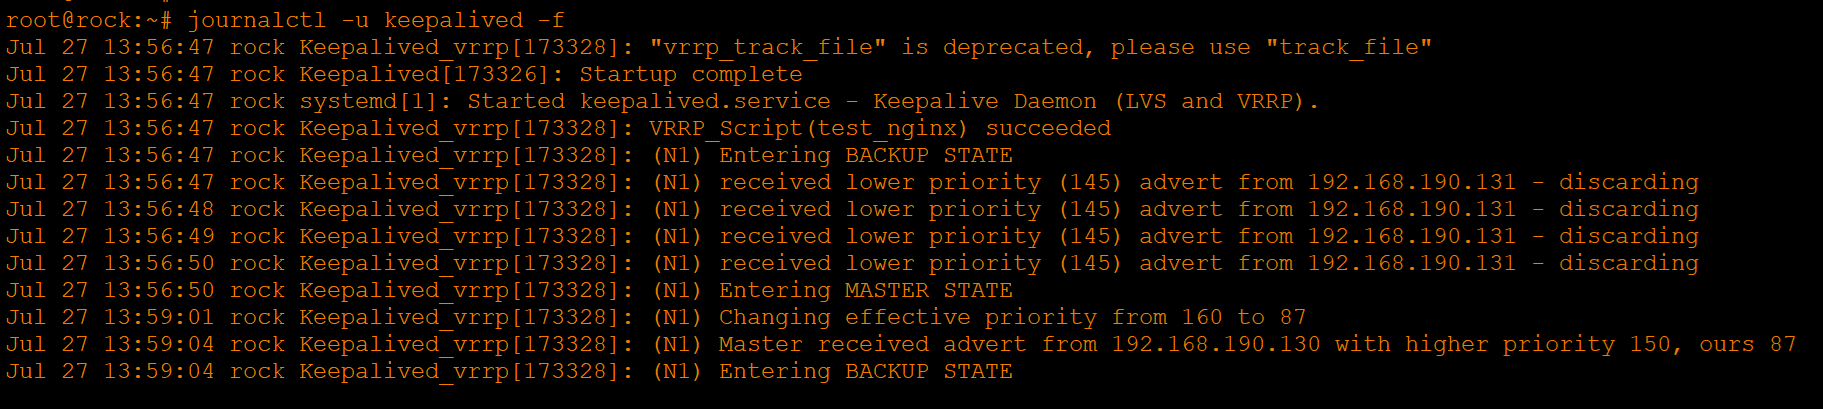 root@rock:~# journalctl -u keepalived -f
Jul 27 13:56:47 rock Keepalived_vrrp[173328]: "vrrp_track_file" is deprecated, please use "track_file"
Jul 27 13:56:47 rock Keepalived[173326]: Startup complete
Jul 27 13:56:47 rock systemd[1]: Started keepalived.service - Keepalive Daemon (LVS and VRRP).
Jul 27 13:56:47 rock Keepalived_vrrp[173328]: VRRP_Script(test_nginx) succeeded
Jul 27 13:56:47 rock Keepalived_vrrp[173328]: (N1) Entering BACKUP STATE
Jul 27 13:56:47 rock Keepalived_vrrp[173328]: (N1) received lower priority (145) advert from 192.168.190.131 - discarding
Jul 27 13:56:48 rock Keepalived_vrrp[173328]: (N1) received lower priority (145) advert from 192.168.190.131 - discarding
Jul 27 13:56:49 rock Keepalived_vrrp[173328]: (N1) received lower priority (145) advert from 192.168.190.131 - discarding
Jul 27 13:56:50 rock Keepalived_vrrp[173328]: (N1) received lower priority (145) advert from 192.168.190.131 - discarding
Jul 27 13:56:50 rock Keepalived_vrrp[173328]: (N1) Entering MASTER STATE
Jul 27 13:59:01 rock Keepalived_vrrp[173328]: (N1) Changing effective priority from 160 to 87
Jul 27 13:59:04 rock Keepalived_vrrp[173328]: (N1) Master received advert from 192.168.190.130 with higher priority 150, ours 87
Jul 27 13:59:04 rock Keepalived_vrrp[173328]: (N1) Entering BACKUP STATE